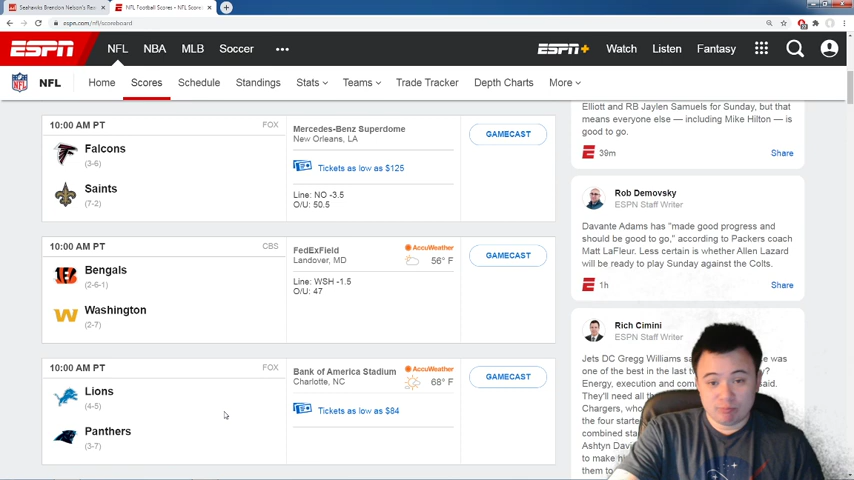 Seahawks Brendon Nelson's Res
NFL Football Scores - NFL Scores
espn.com/nfl/scoreboard
ESPN
NFL
NBA
MLB
Soccer
ESPN+
Watch
Listen
Fantasy
NFL
Home
Scores
Schedule
Standings
Stats
Teams
Trade Tracker
Depth Charts
More
10:00 AM PT
FOX
Falcons
(3-6)
Saints
(7-2)
Mercedes-Benz Superdome
New Orleans, LA
Tickets as low as $125
Line: NO -3.5
O/U: 50.5
GAMECAST
10:00 AM PT
CBS
Bengals
(2-6-1)
W
Washington
(2-7)
FedExField
Landover, MD
AccuWeather
56° F
Line: WSH -1.5
O/U: 47
GAMECAST
10:00 AM PT
FOX
Lions
(4-5)
Panthers
(3-7)
Bank of America Stadium
Charlotte, NC
AccuWeather
68° F
Tickets as low as $84
GAMECAST
Elliott and RB Jaylen Samuels for Sunday, but that
means everyone else — including Mike Hilton — is
good to go.
39m
Share
Rob Demovsky
ESPN Staff Writer
Davante Adams has "made good progress and
should be good to go," according to Packers coach
Matt LaFleur. Less certain is whether Allen Lazard
will be ready to play Sunday against the Colts.
1h
Share
Rich Cimini
ESPN Staff Writer
Jets DC Gregg Williams sa was
one of the best in the last
Energy, execution and com said.
They'll need all th
Chargers, who
the four starte
combined sta
Ashtyn Davi
to make hi
them to